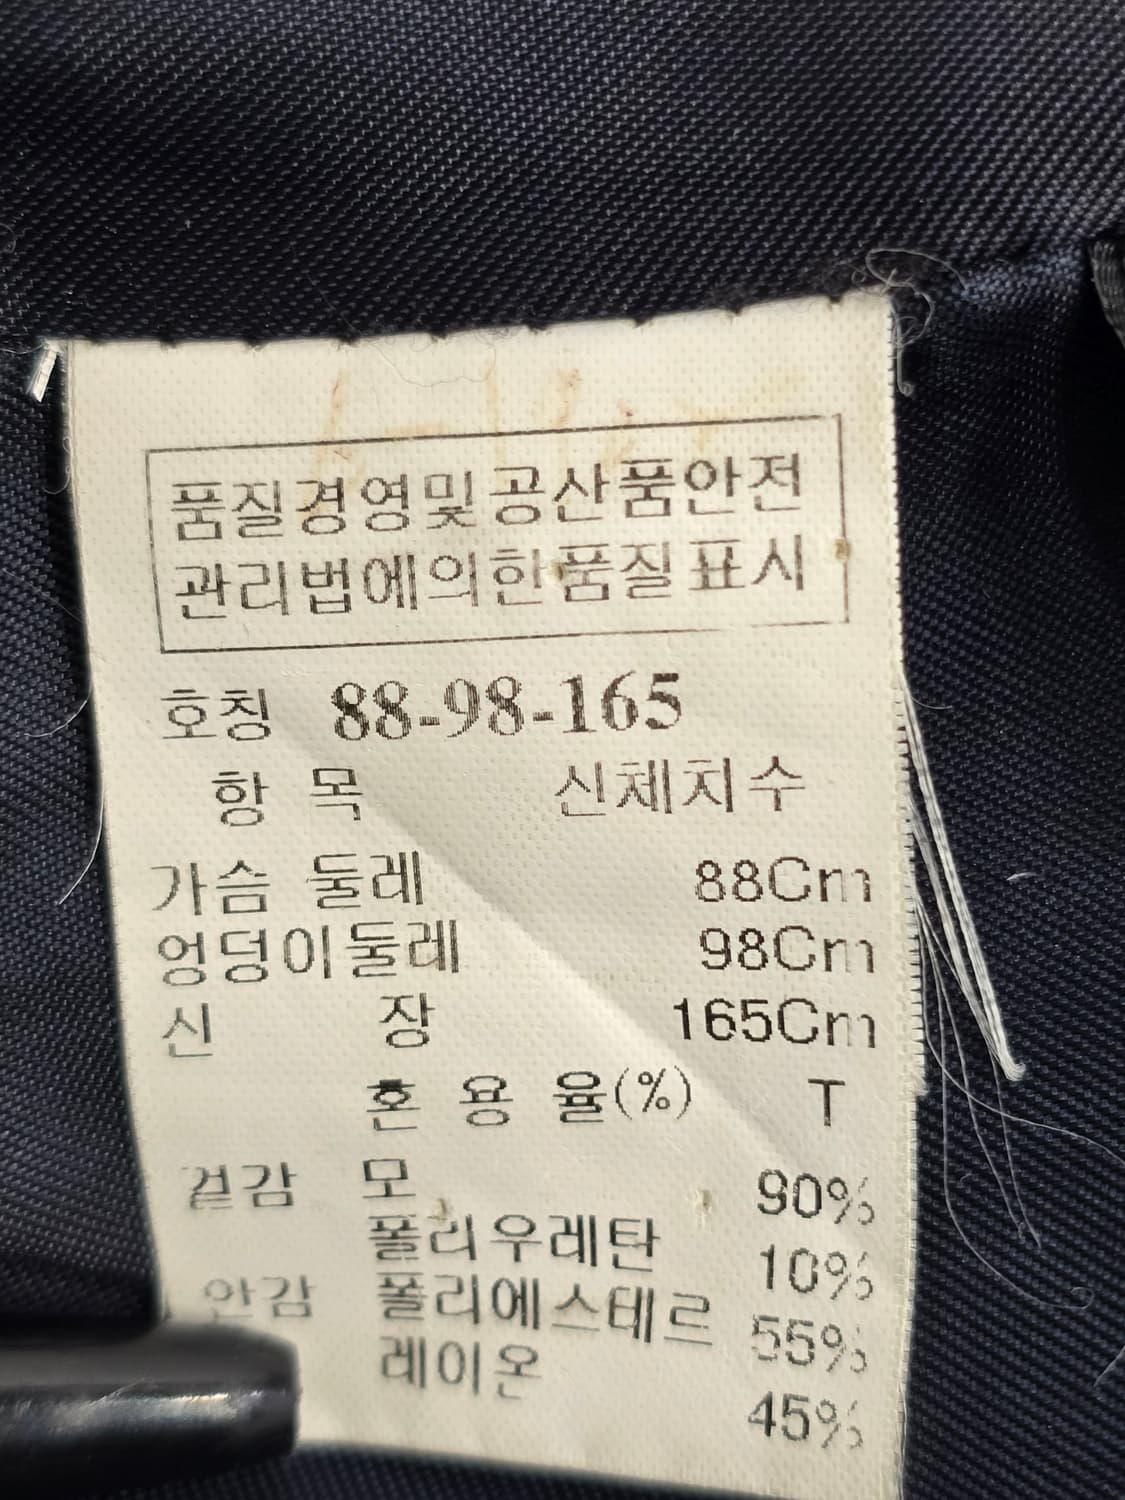 품질경영및공산품안전
관리법에의한품질표시
호칭 88-98-165
항 목 신체치수
가슴 둘레 88Cm
엉덩이둘레 98Cm
신 장 165Cm
혼 용 율(%) T
겉감 모 90%
폴리우레탄 10%
안감 폴리에스테르 55%
레이온 45%